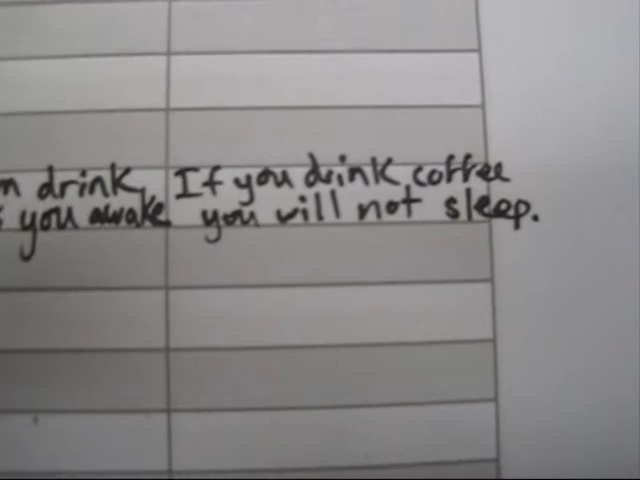 drink, If you drink coffee
you awake you will not sleep.